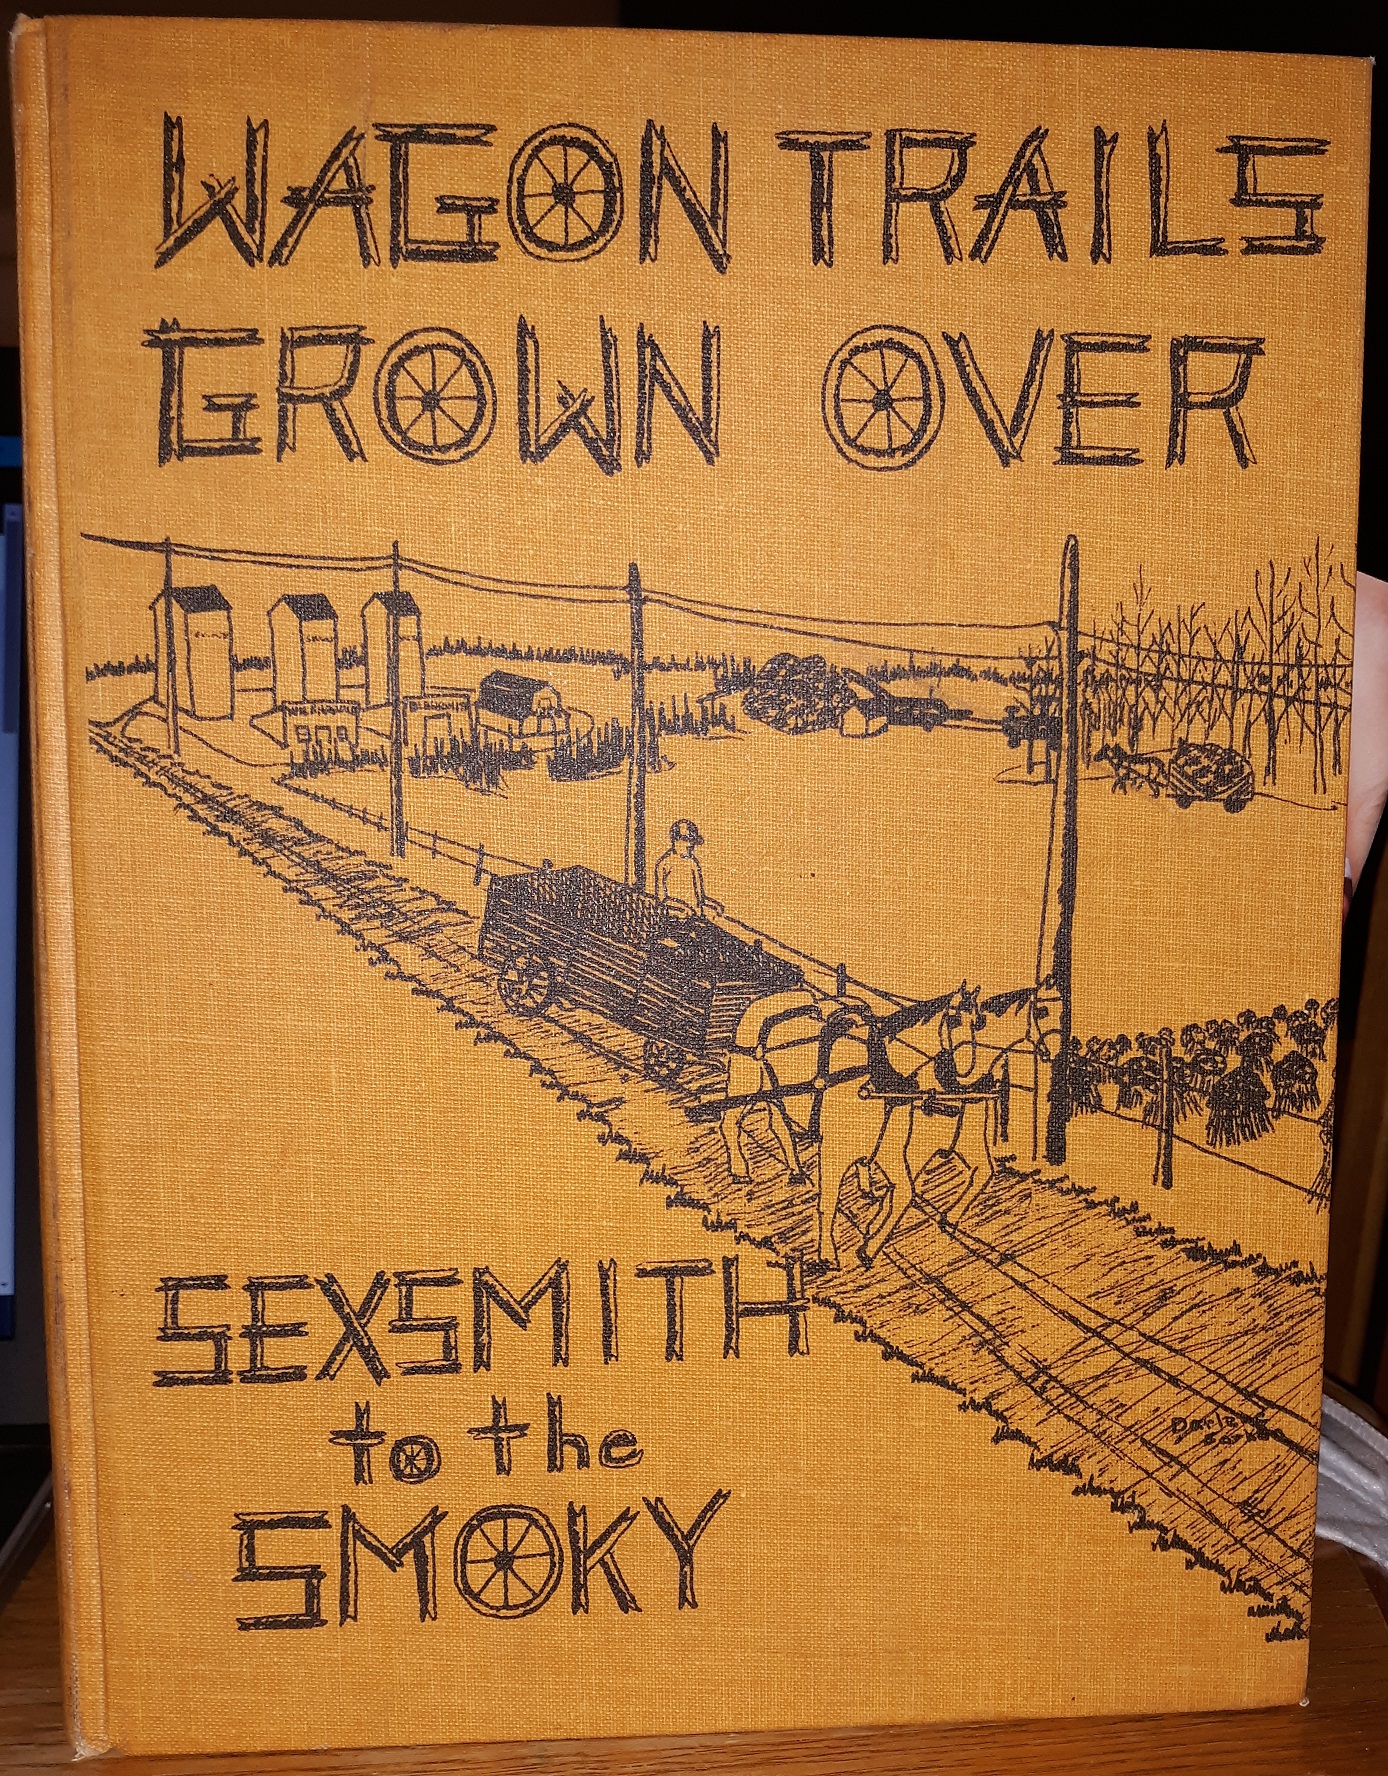 WAGON TRAILS
GROWN OVER
SEXSMITH
to the
SMOKY